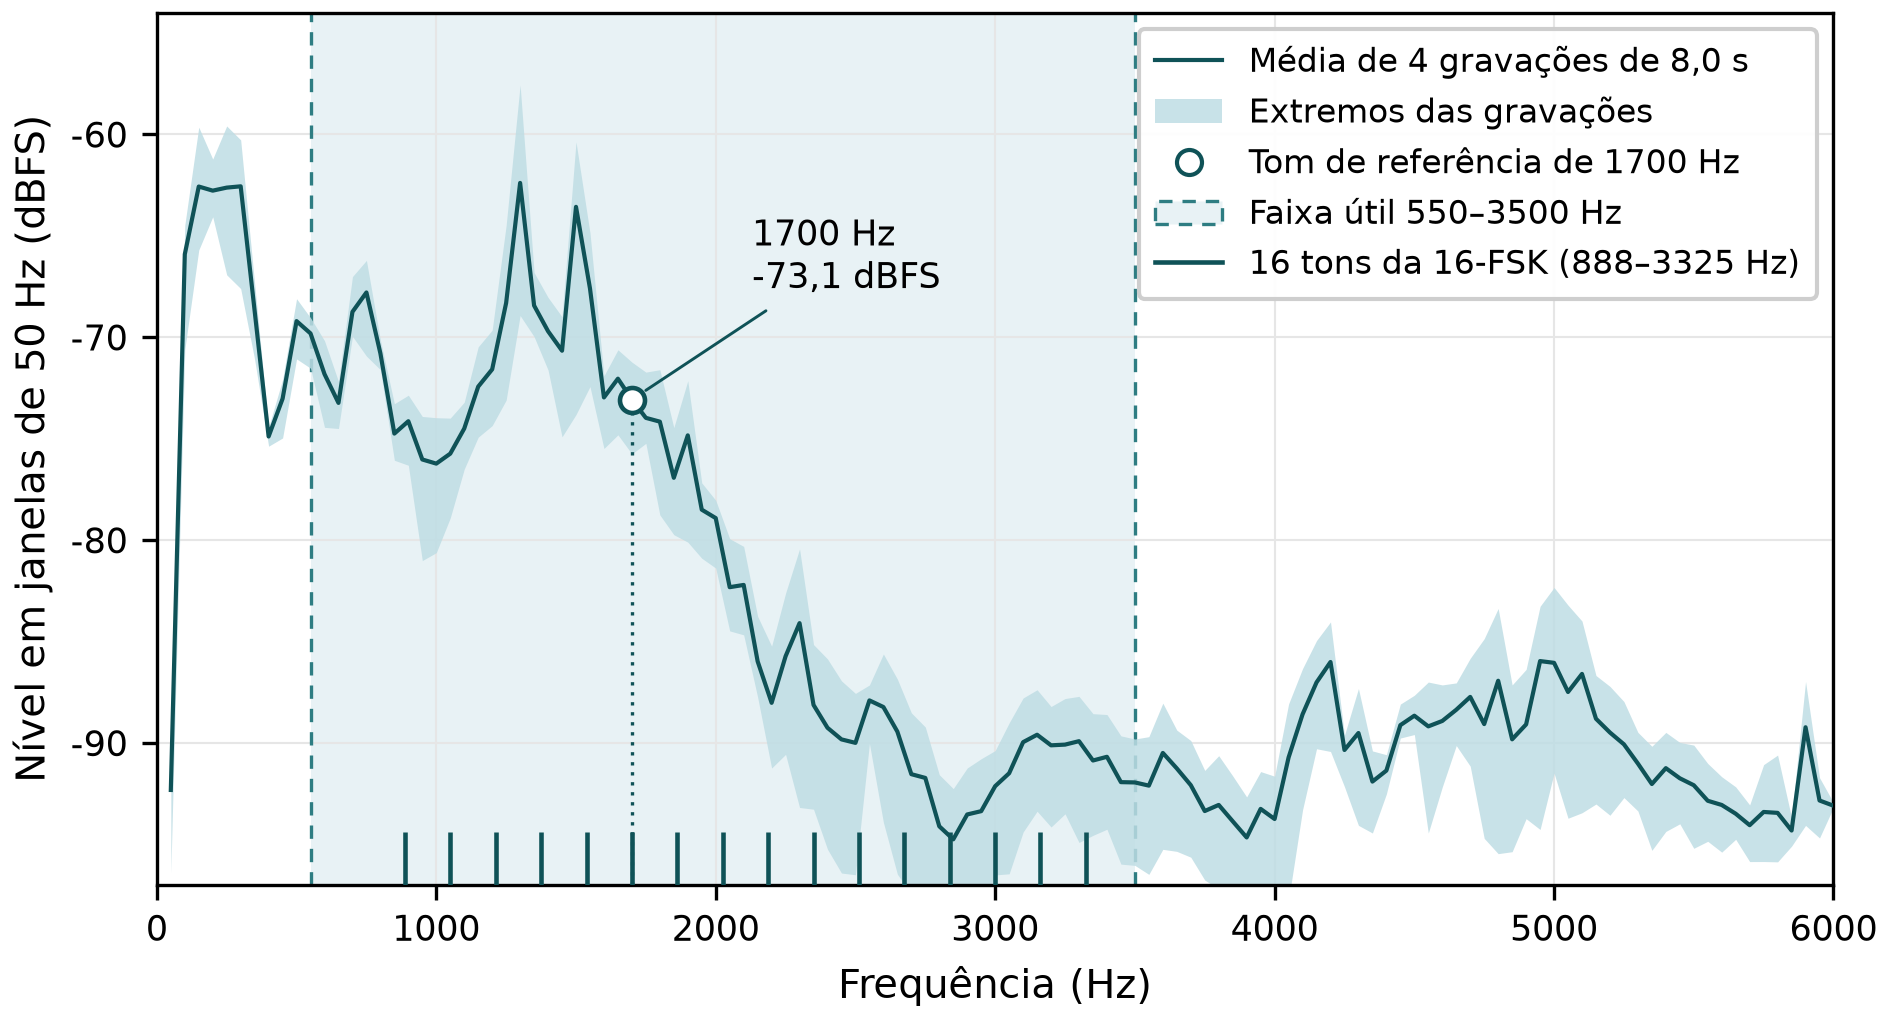 Nível em janelas de 50 Hz (dBFS)
-60
-70
-80
-90
1700 Hz
-73,1 dBFS
Média de 4 gravações de 8,0 s
Extremos das gravações
Tom de referência de 1700 Hz
Faixa útil 550–3500 Hz
16 tons da 16-FSK (888–3325 Hz)
0
1000
2000
3000
4000
5000
6000
Frequência (Hz)